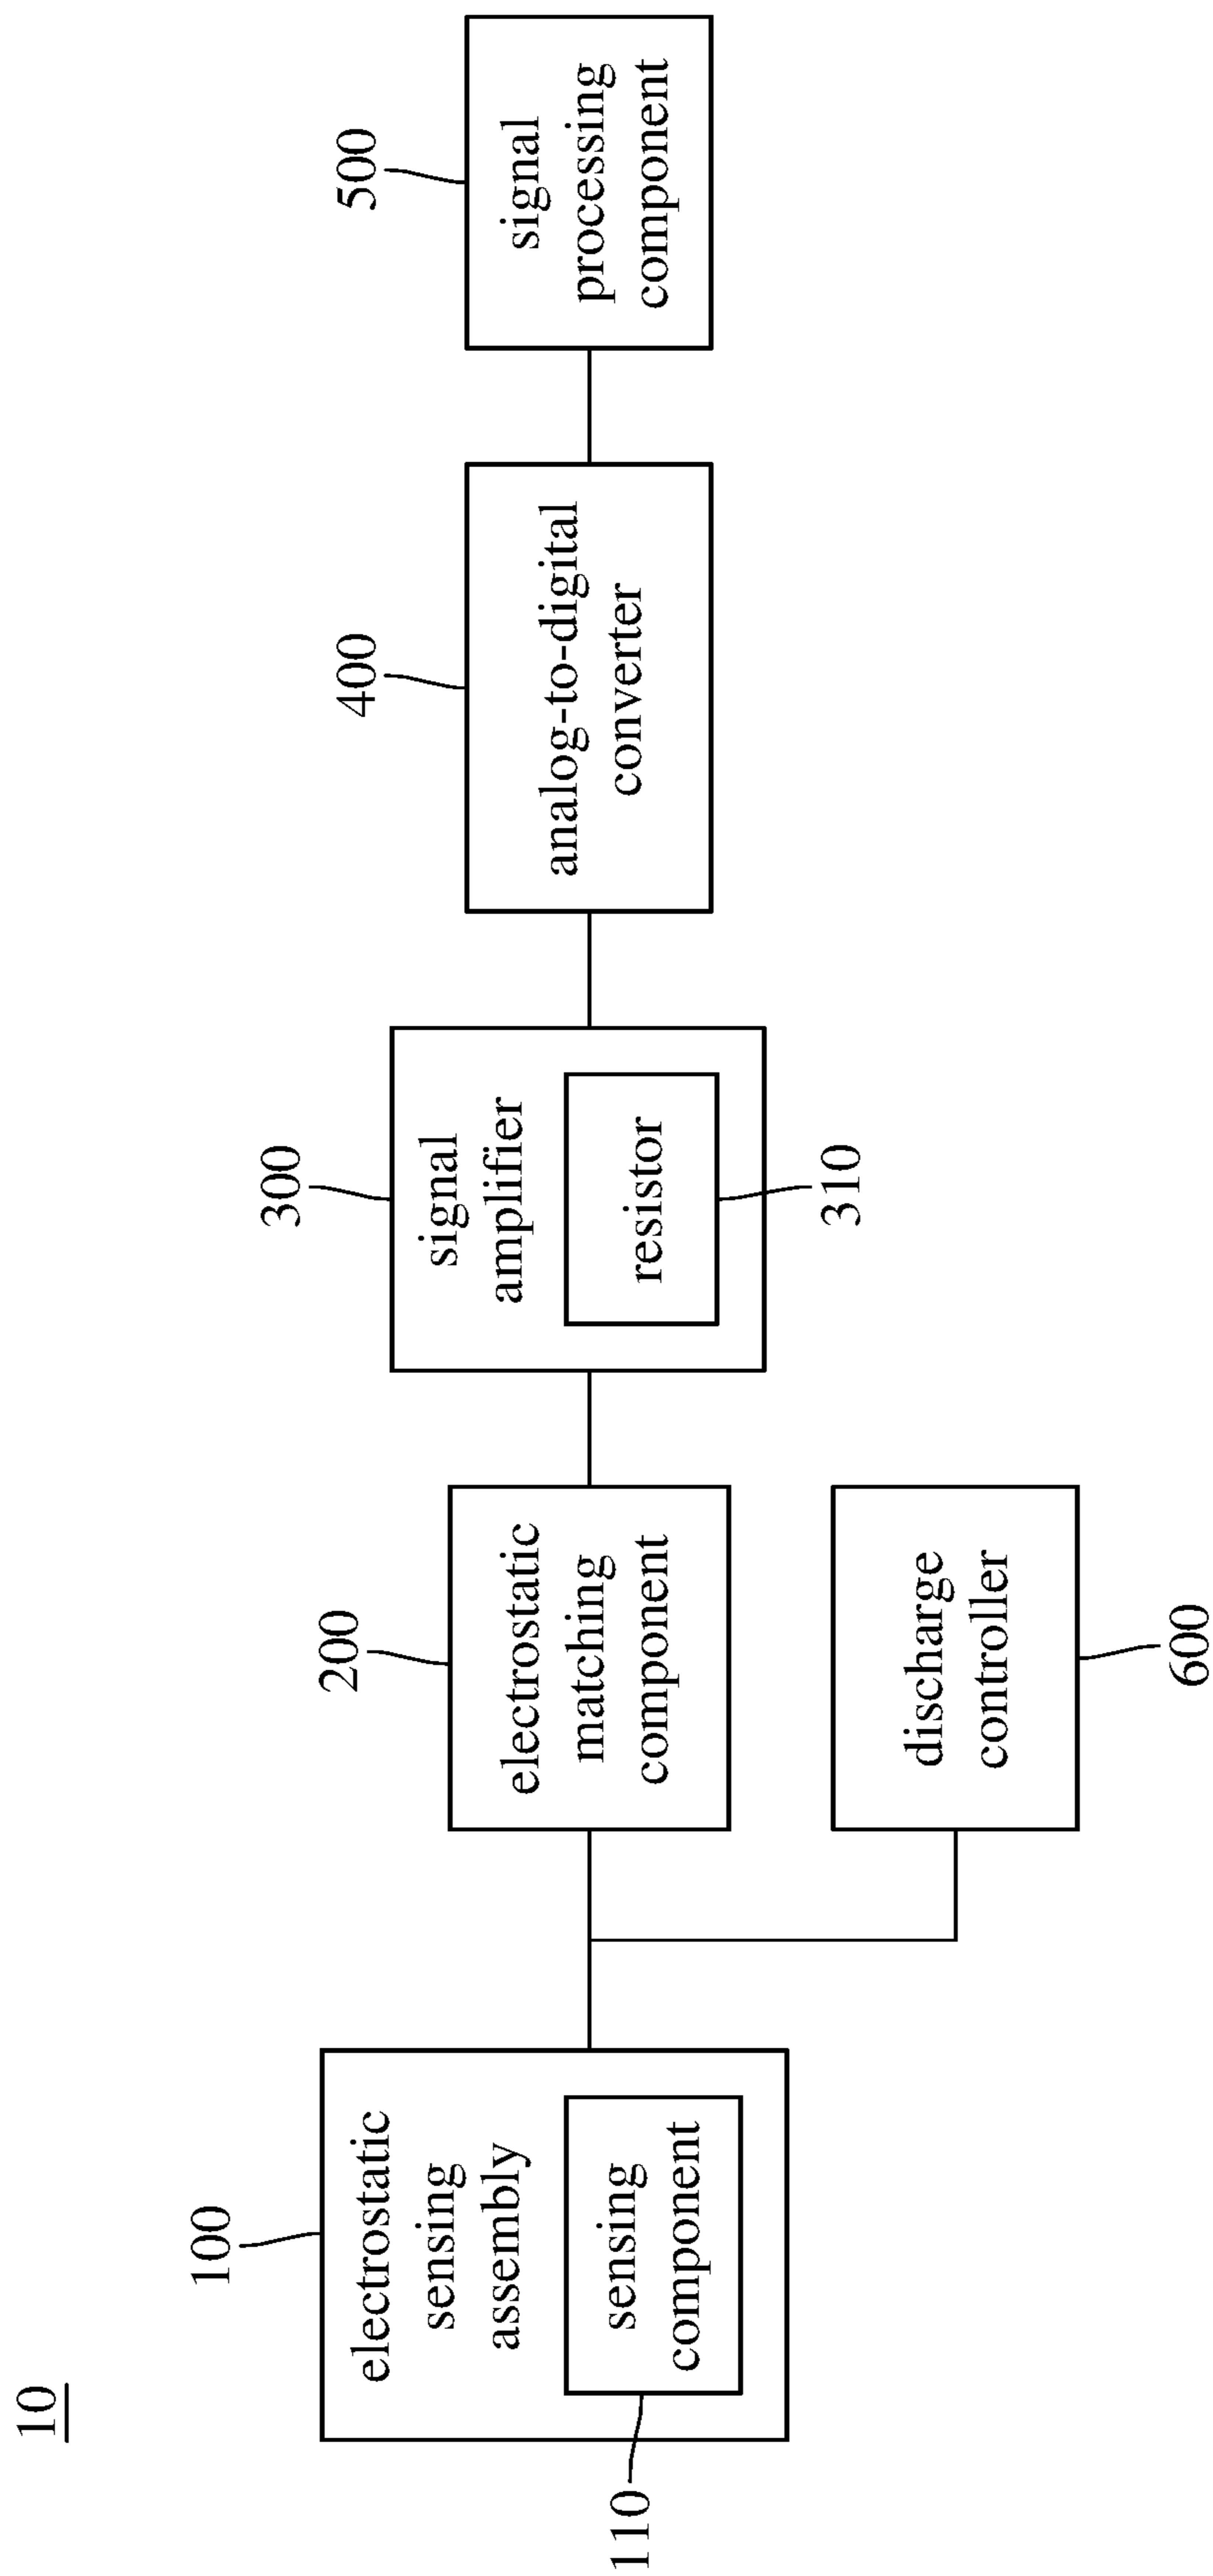 10
100
electrostatic
sensing
assembly
sensing
component
110
200
electrostatic
matching
component
discharge
controller
600
300
signal
amplifier
resistor
310
400
analog-to-digital
converter
500
signal
processing
component